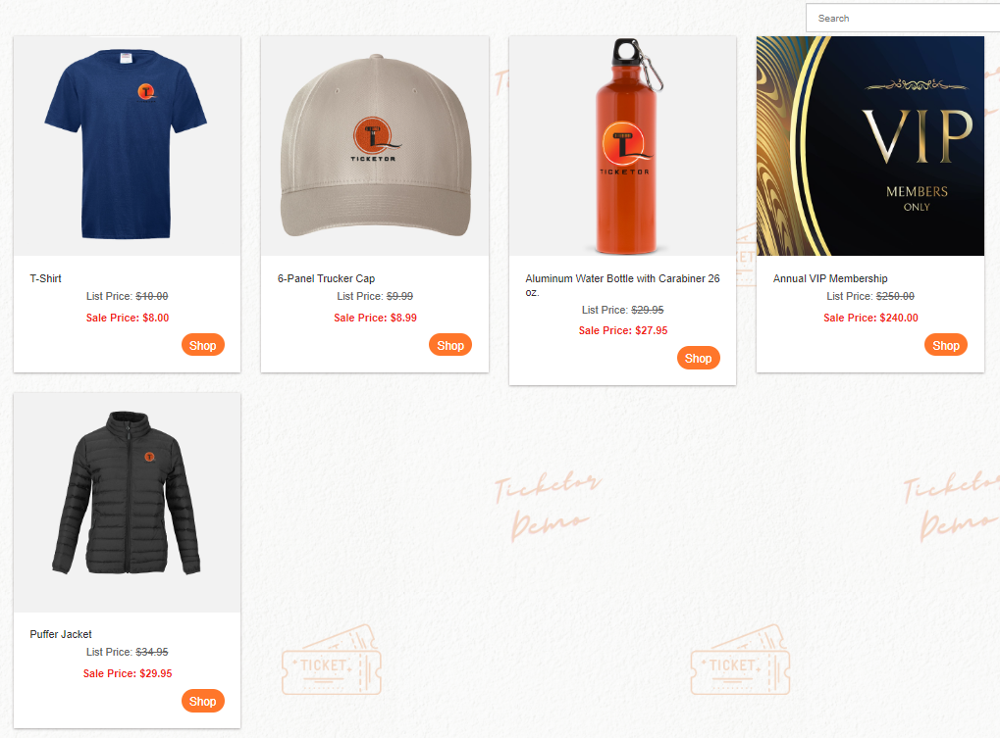 Search
TICKETOR
TICKETOR
VIP
MEMBERS
ONLY
T-Shirt
List Price: $10.00
Sale Price: $8.00
Shop
6-Panel Trucker Cap
List Price: $9.99
Sale Price: $8.99
Shop
Aluminum Water Bottle with Carabiner 26
oz.
List Price: $29.95
Sale Price: $27.95
Shop
Annual VIP Membership
List Price: $250.00
Sale Price: $240.00
Shop
Puffer Jacket
List Price: $34.95
Sale Price: $29.95
Shop
Ticketor
Demo
Ticketor
Demo
TICKET
TICKET